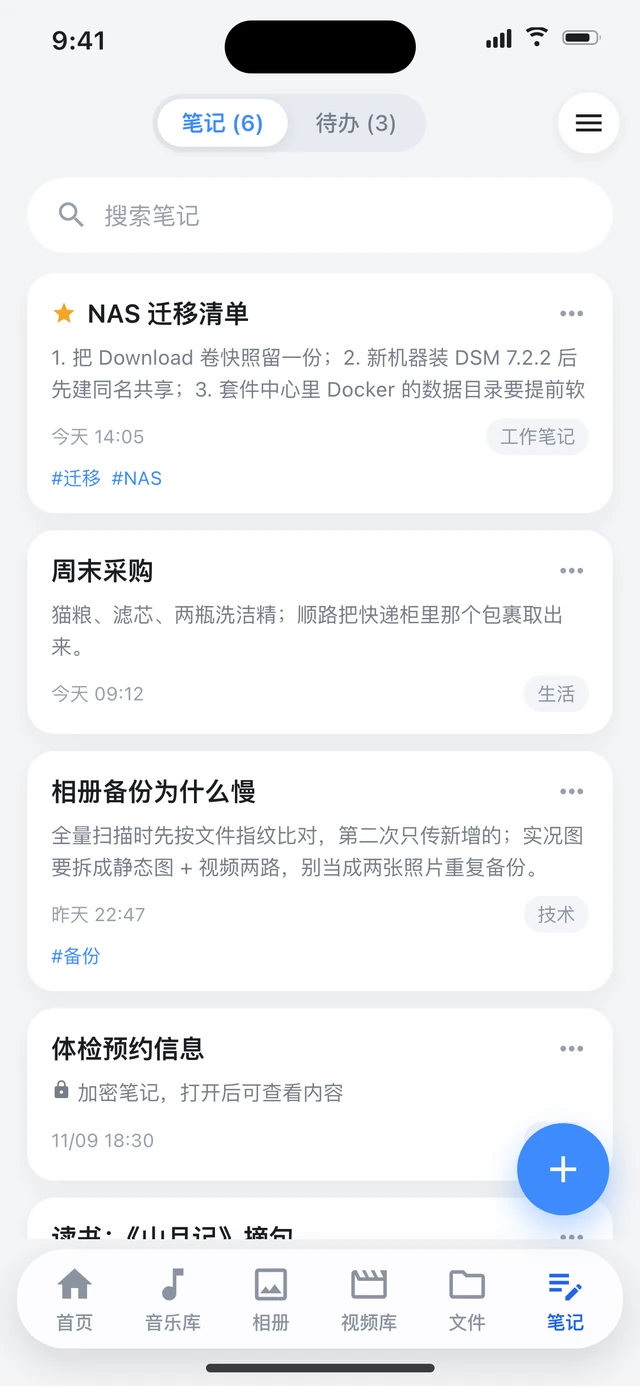 9:41
笔记 (6)
待办 (3)
搜索笔记
NAS 迁移清单
1. 把 Download 卷快照留一份；2. 新机器装 DSM 7.2.2 后
先建同名共享；3. 套件中心里 Docker 的数据目录要提前软
今天 14:05
工作笔记
#迁移 #NAS
周末采购
猫粮、滤芯、两瓶洗洁精；顺路把快递柜里那个包裹取出
来。
今天 09:12
生活
相册备份为什么慢
全量扫描时先按文件指纹比对，第二次只传新增的；实况图
要拆成静态图 + 视频两路，别当成两张照片重复备份。
昨天 22:47
技术
#备份
体检预约信息
加密笔记，打开后可查看内容
11/09 18:30
读书：《山月记》摘句
首页
音乐库
相册
视频库
文件
笔记